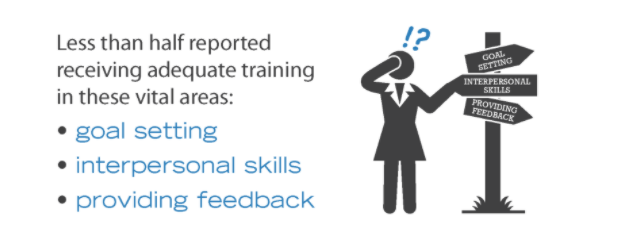 Less than half reported
receiving adequate training
in these vital areas:
• goal setting
• interpersonal skills
• providing feedback
!?
GOAL
SETTING
INTERPERSONAL
SKILLS
PROVIDING
FEEDBACK